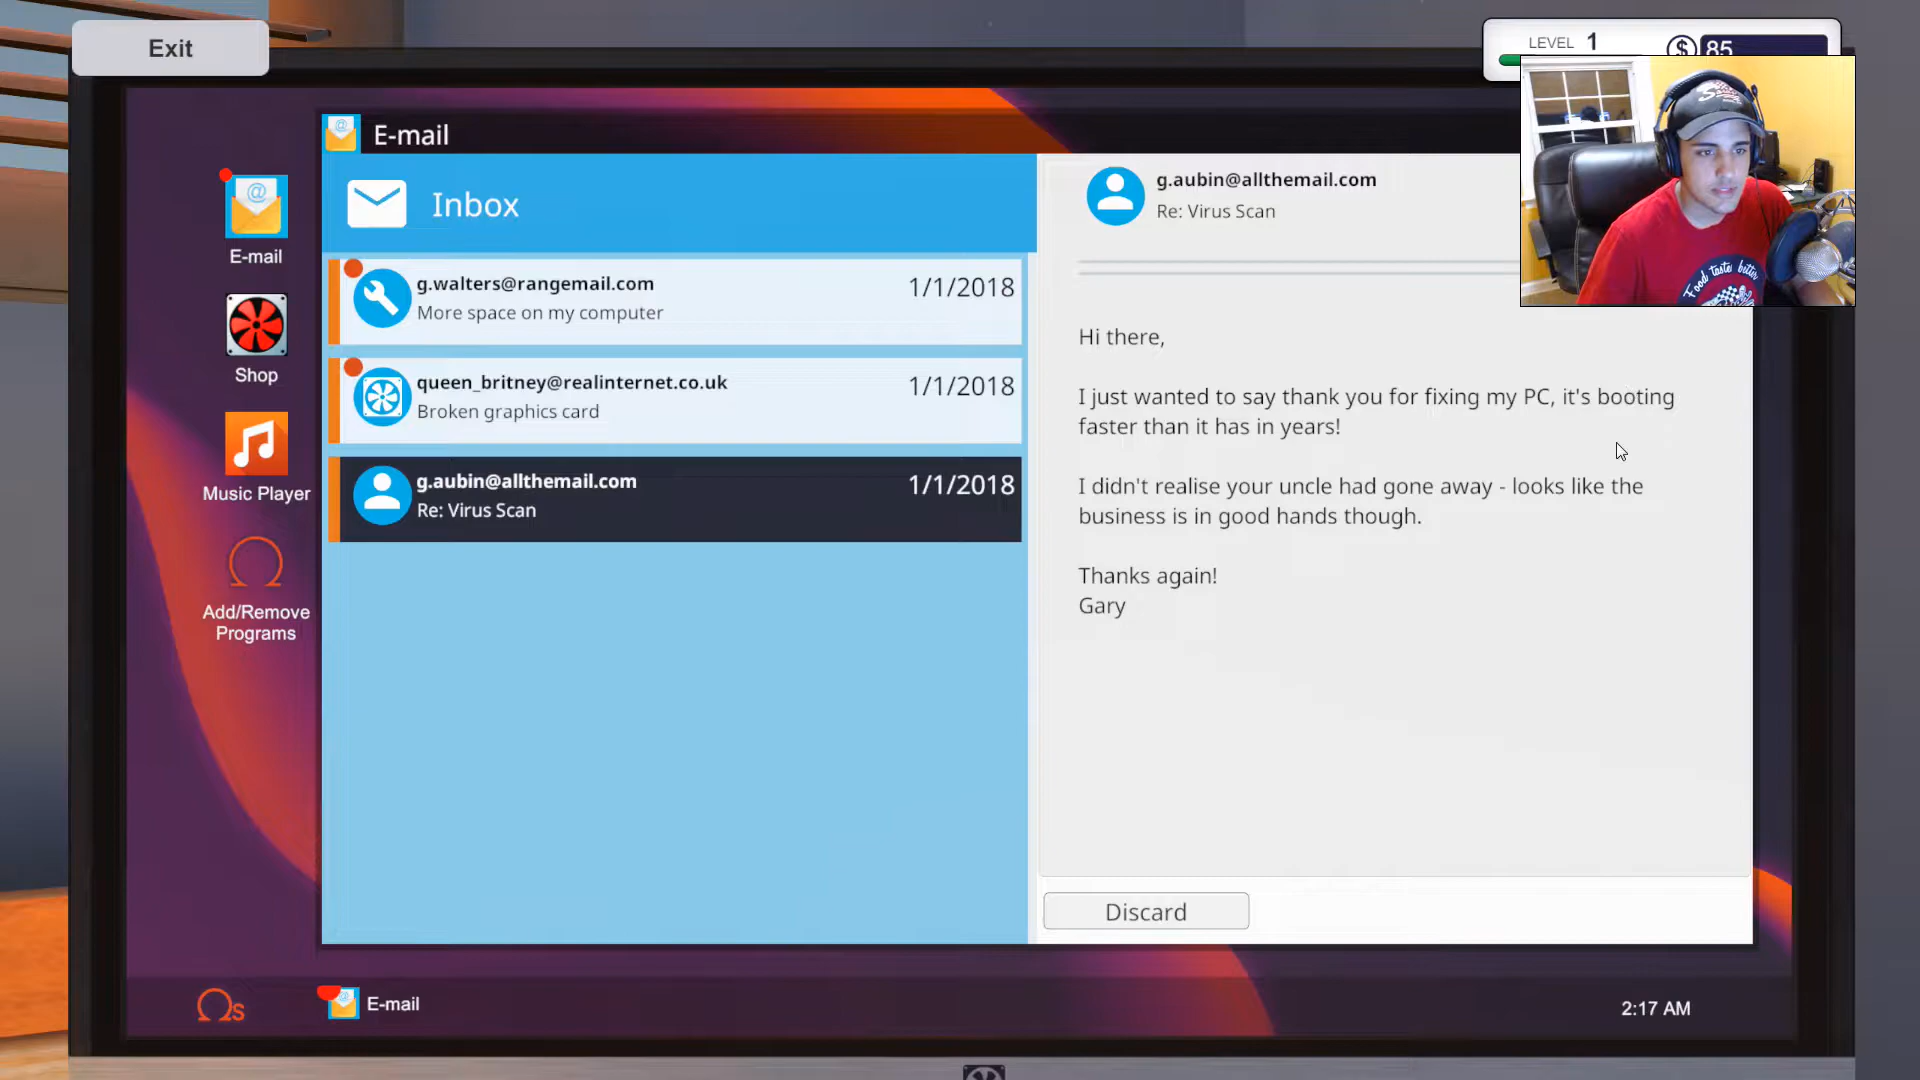 Exit
LEVEL 1
$ 85
E-mail
Inbox
g.aubin@allthemail.com
Re: Virus Scan
E-mail
Shop
Music Player
Add/Remove
Programs
g.walters@rangemail.com
1/1/2018
More space on my computer
queen_britney@realinternet.co.uk
1/1/2018
Broken graphics card
g.aubin@allthemail.com
1/1/2018
Re: Virus Scan
Hi there,
I just wanted to say thank you for fixing my PC, it's booting
faster than it has in years!
I didn't realise your uncle had gone away - looks like the
business is in good hands though.
Thanks again!
Gary
Discard
Ωs
E-mail
2:17 AM
Food taste better